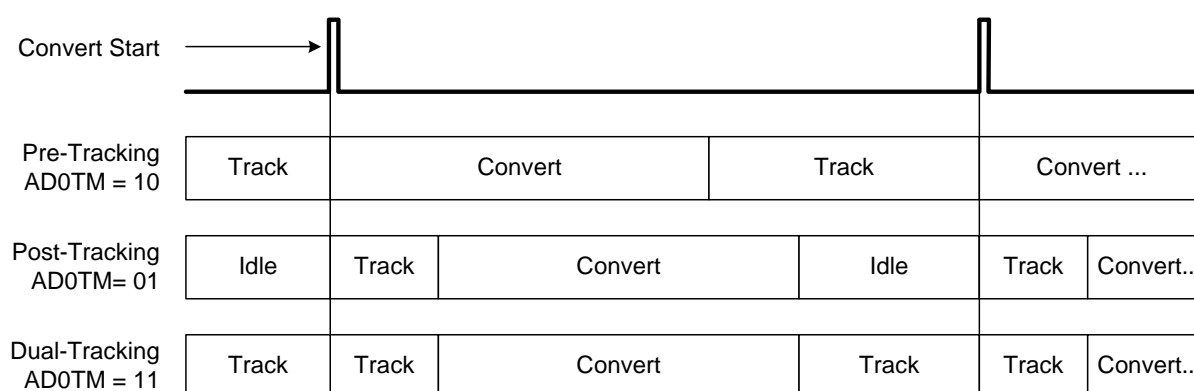 Convert Start
Pre-Tracking
AD0TM = 10
Track Convert Track Convert ...
Post-Tracking
AD0TM= 01
Idle Track Convert Idle Track Convert..
Dual-Tracking
AD0TM = 11
Track Track Convert Track Track Convert..